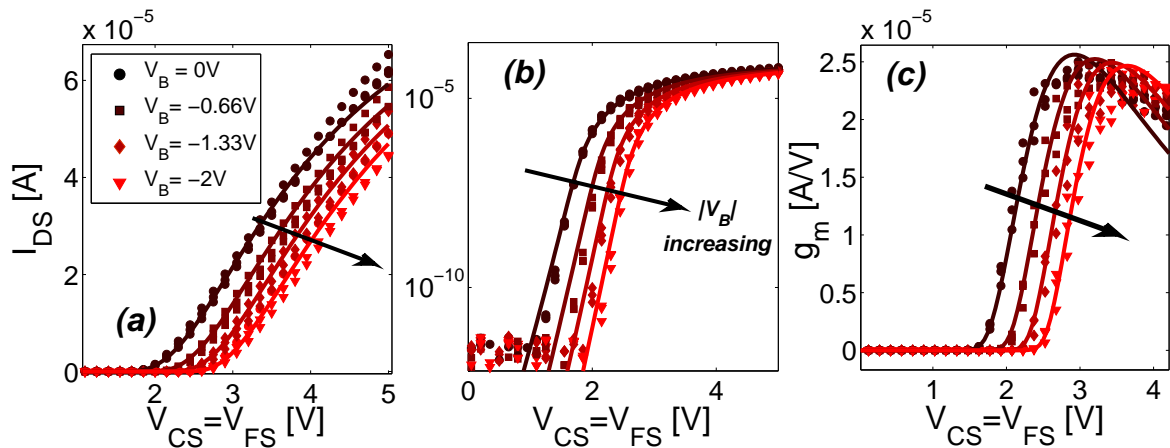 x 10⁻⁵
6
4
2
0
2
3
4
5
I_DS [A]
V_CS=V_FS [V]
V_B = 0V
V_B= −0.66V
V_B= −1.33V
V_B= −2V
(a)
(b)
10⁻⁵
10⁻¹⁰
0
2
4
V_CS=V_FS [V]
|V_B|
increasing
x 10⁻⁵
(c)
2.5
2
1.5
1
0.5
0
1
2
3
4
g_m [A/V]
V_CS=V_FS [V]